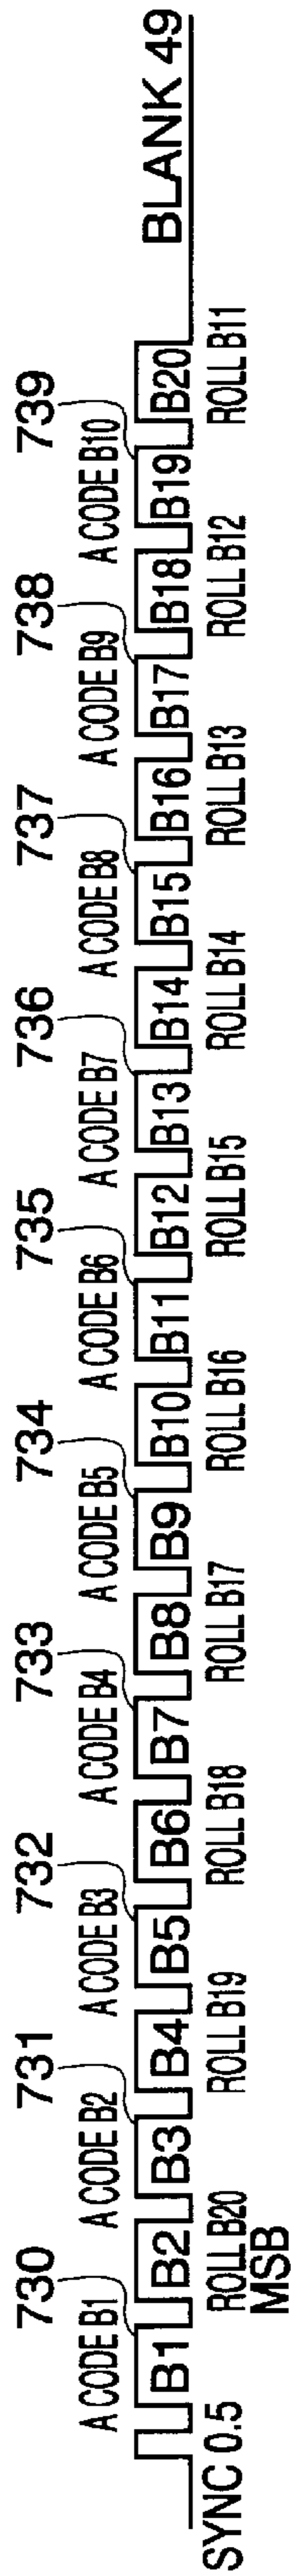 730 731 732 733 734 735 736 737 738 739
A CODE B1 A CODE B2 A CODE B3 A CODE B4 A CODE B5 A CODE B6 A CODE B7 A CODE B8 A CODE B9 A CODE B10
B1 B2 B3 B4 B5 B6 B7 B8 B9 B10 B11 B12 B13 B14 B15 B16 B17 B18 B19 B20 BLANK 49
SYNC 0.5 ROLL B20 ROLL B19 ROLL B18 ROLL B17 ROLL B16 ROLL B15 ROLL B14 ROLL B13 ROLL B12 ROLL B11
MSB